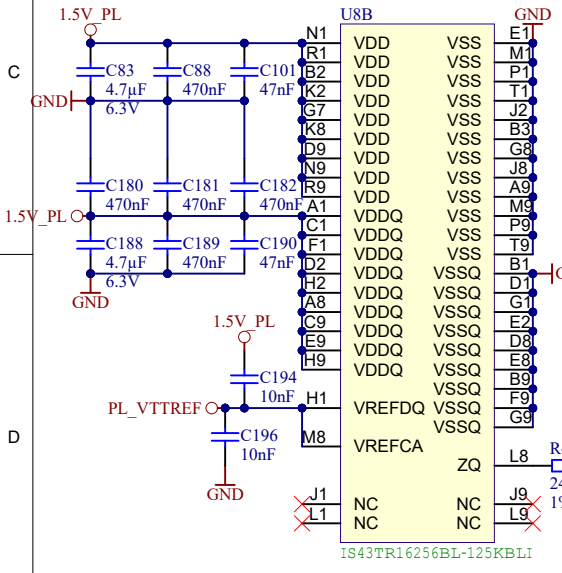 1.5V_PL
U8B
GND
C
C83
4.7µF
6.3V
C88
470nF
C101
47nF
GND
C180
470nF
C181
470nF
C182
470nF
1.5V_PL
C188
4.7µF
6.3V
C189
470nF
C190
47nF
GND
1.5V_PL
C194
10nF
PL_VTTREF
C196
10nF
GND
D
N1 VDD VSS E1
R1 VDD VSS M1
B2 VDD VSS P1
K2 VDD VSS T1
G7 VDD VSS J2
K8 VDD VSS B3
D9 VDD VSS G8
N9 VDD VSS J8
R9 VDD VSS A9
A1 VDDQ VSS M9
C1 VDDQ VSS P9
F1 VDDQ VSS T9
D2 VDDQ VSSQ B1
H2 VDDQ VSSQ D1
A8 VDDQ VSSQ G1
C9 VDDQ VSSQ E2
E9 VDDQ VSSQ D8
H9 VDDQ VSSQ E8
VSSQ B9
H1 VREFDQ VSSQ F9
VSSQ G9
M8 VREFCA
ZQ L8
J1 NC NC J9
L1 NC NC L9
IS43TR16256BL-125KBLI